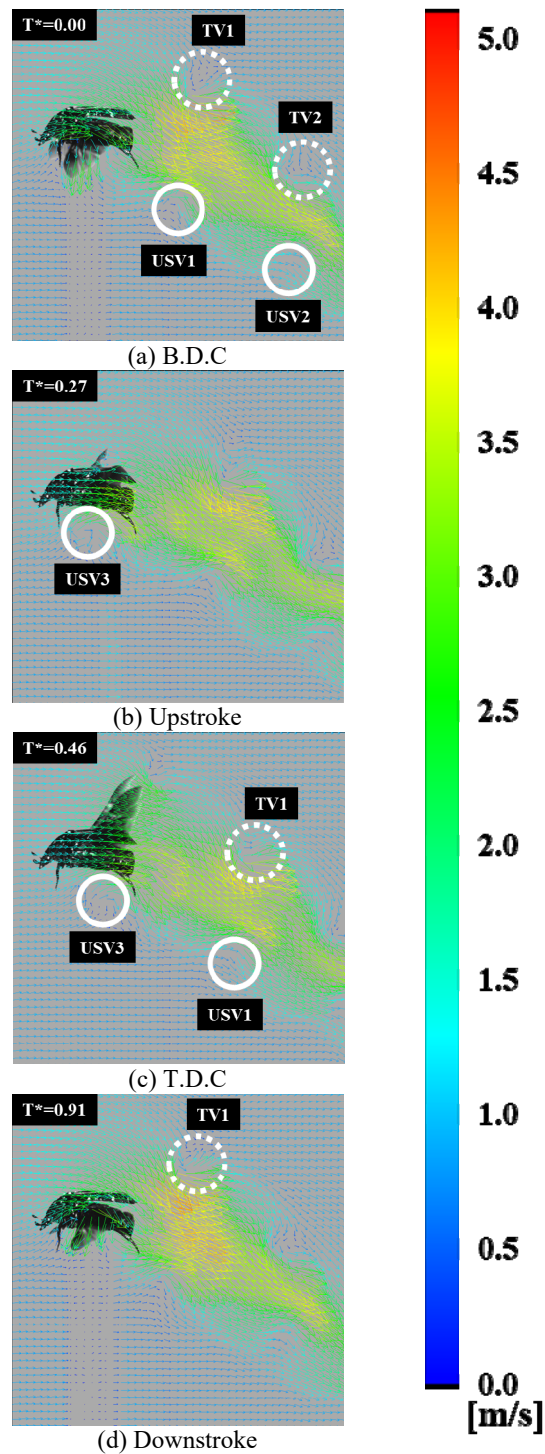 T*=0.00
TV1
TV2
USV1
USV2
(a) B.D.C
T*=0.27
USV3
(b) Upstroke
T*=0.46
TV1
USV3
USV1
(c) T.D.C
T*=0.91
TV1
(d) Downstroke
5.0
4.5
4.0
3.5
3.0
2.5
2.0
1.5
1.0
0.5
0.0
[m/s]